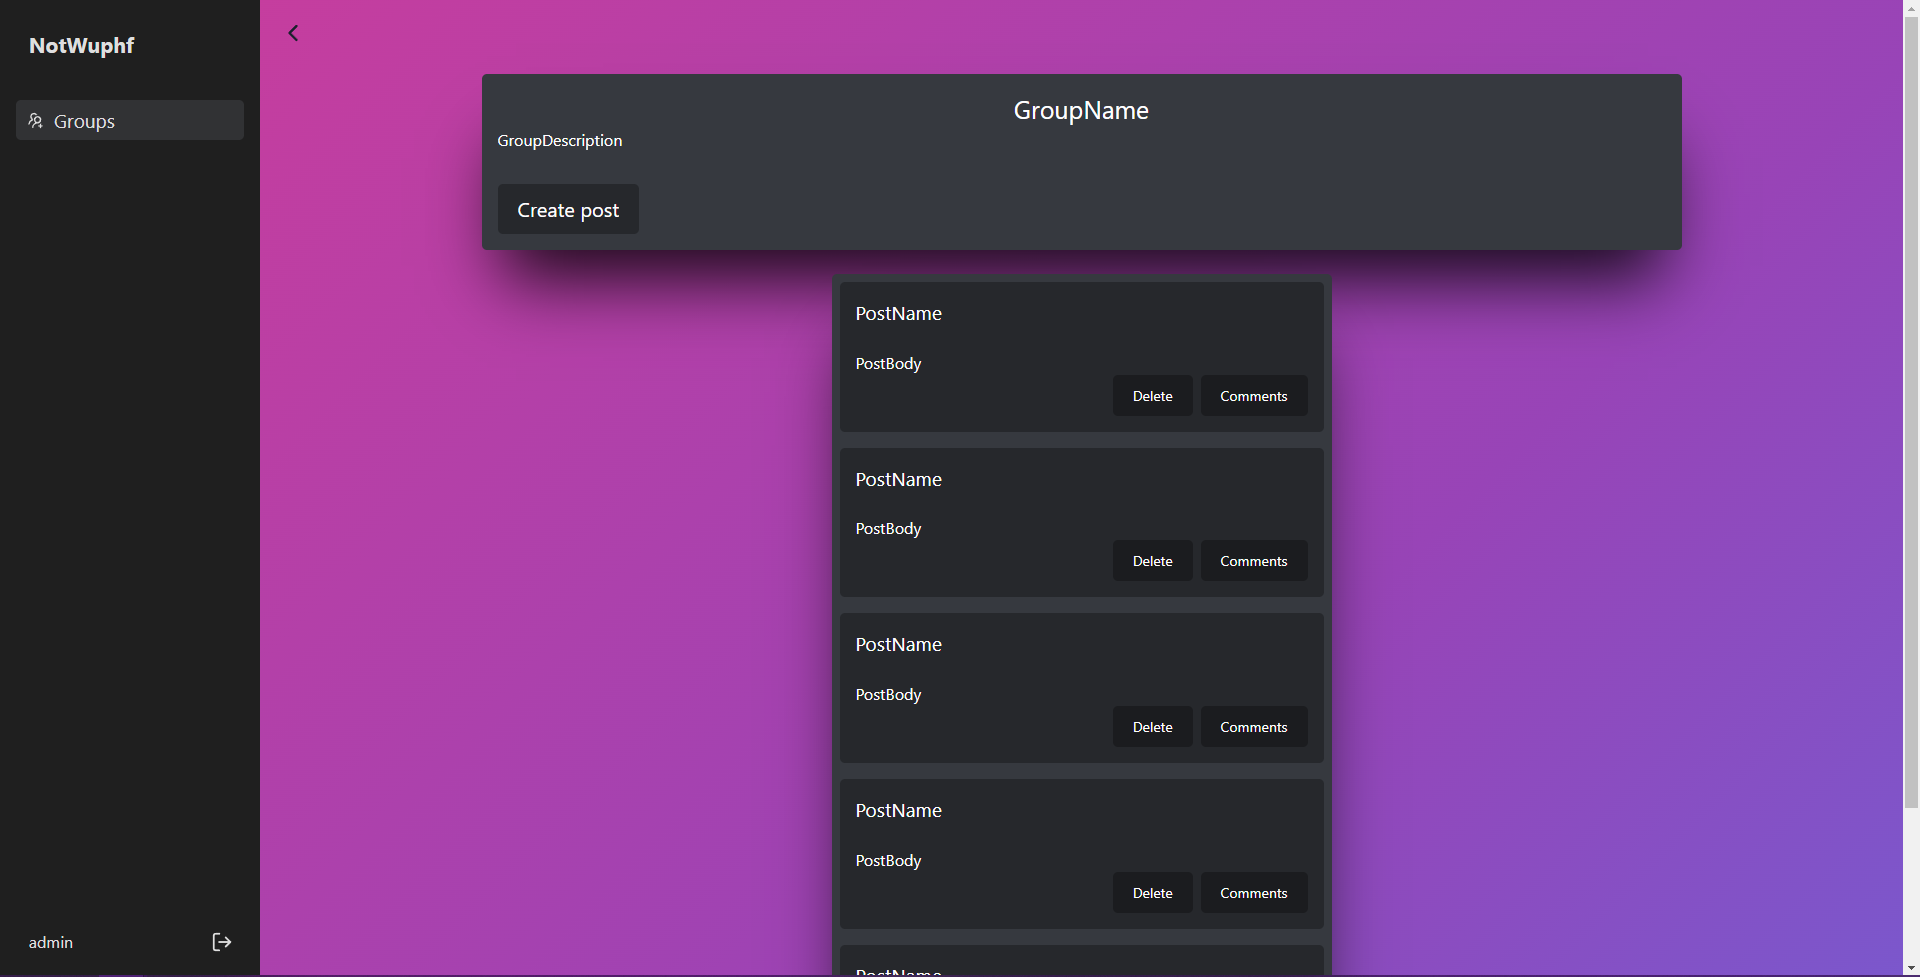 NotWuphf
Groups
GroupName
GroupDescription
Create post
PostName
PostBody
Delete Comments
PostName
PostBody
Delete Comments
PostName
PostBody
Delete Comments
PostName
PostBody
Delete Comments
PostName
admin